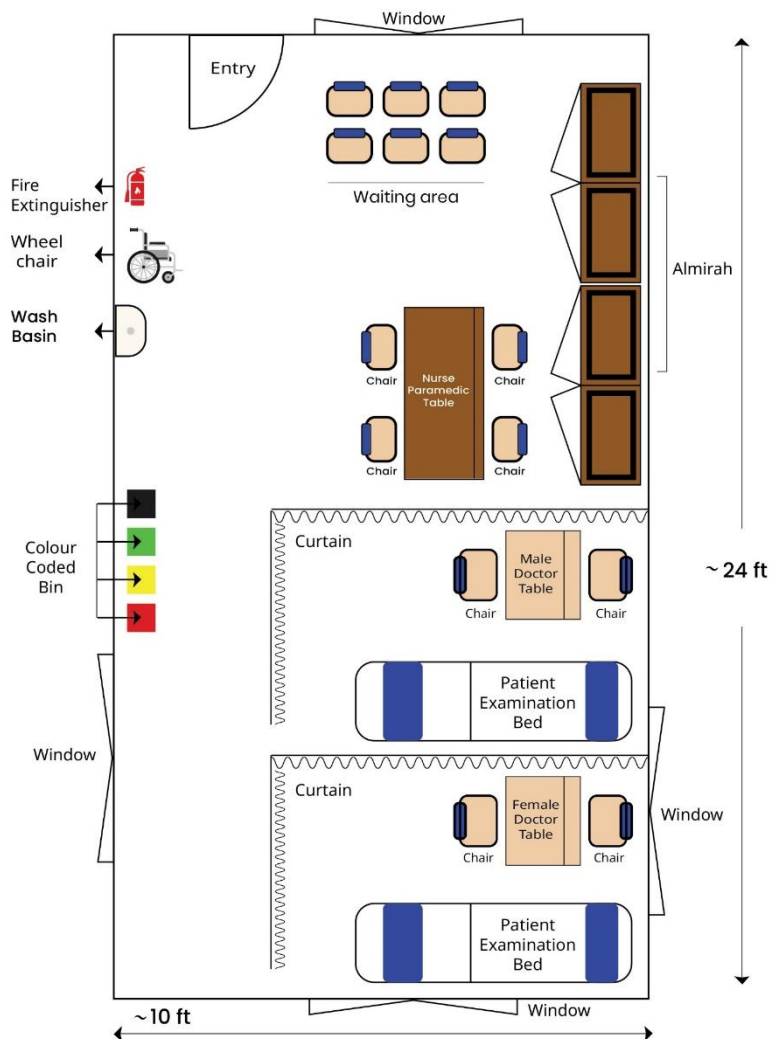 Window
Entry
Waiting area
Fire
Extinguisher
Wheel
chair
Almirah
Wash
Basin
Nurse
Paramedic
Table
Chair
Chair
Chair
Chair
Colour
Coded
Bin
Curtain
Male
Doctor
Table
Chair
Chair
~ 24 ft
Patient
Examination
Bed
Window
Curtain
Female
Doctor
Table
Chair
Chair
Window
Patient
Examination
Bed
~10 ft
Window